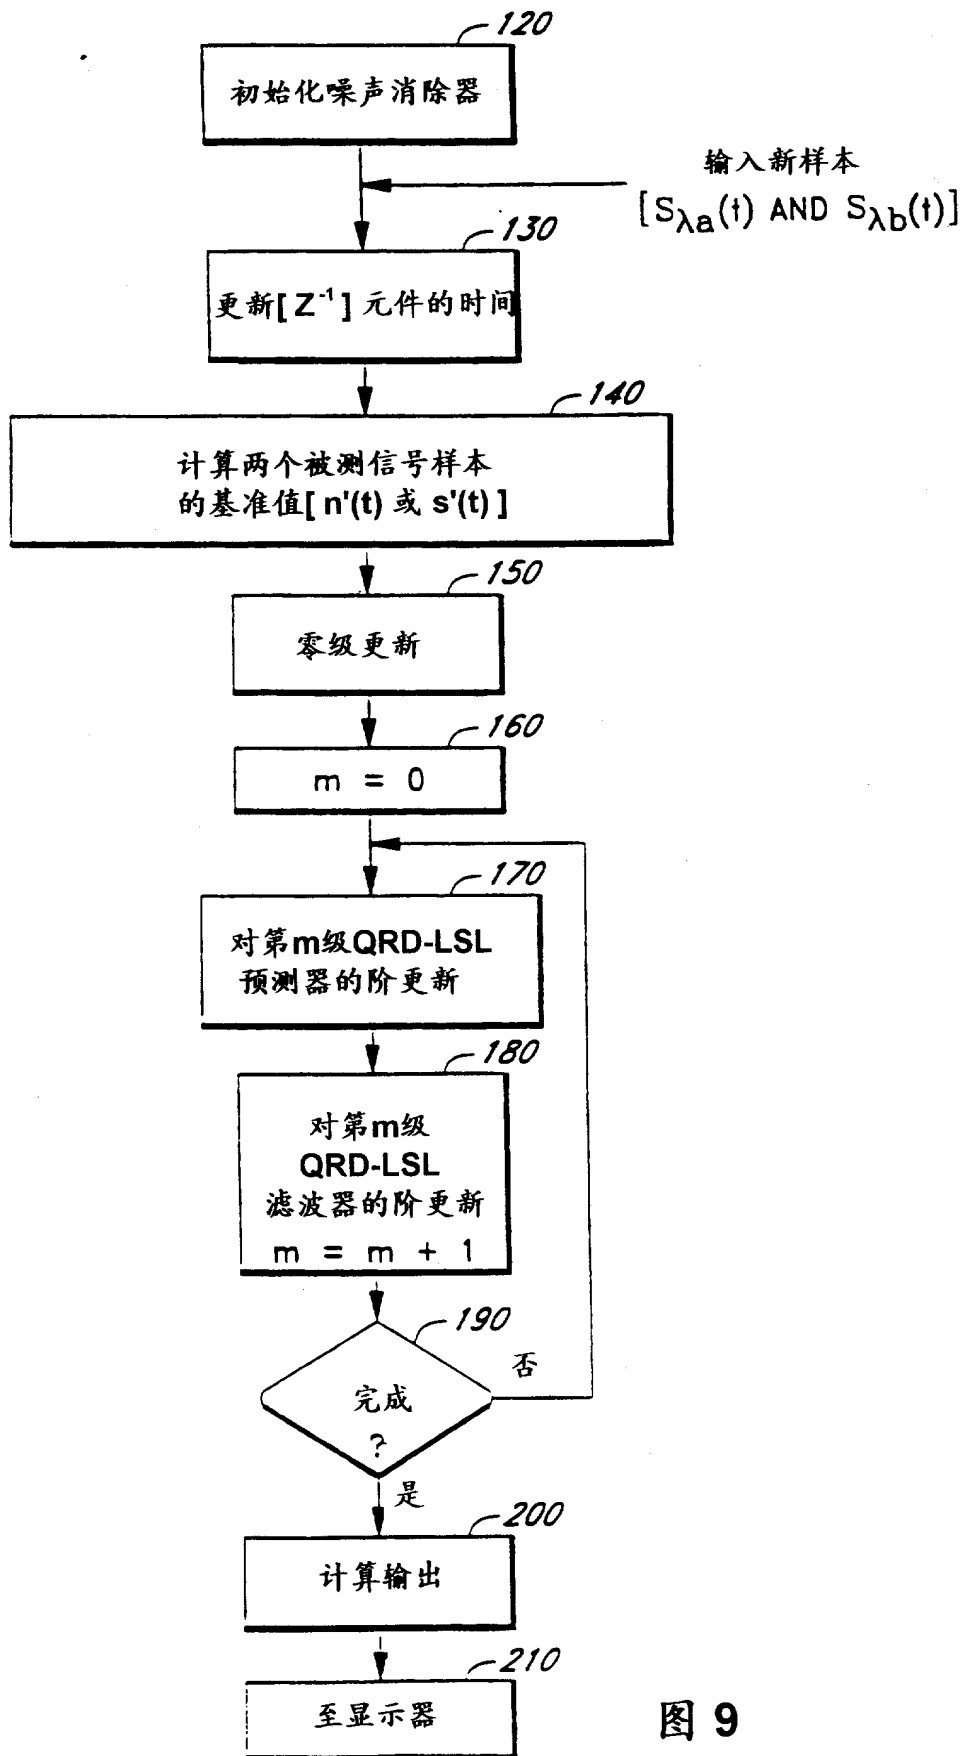 120
初始化噪声消除器
输入新样本
[Sλa(t) AND Sλb(t)]
130
更新[ Z⁻¹ ] 元件的时间
140
计算两个被测信号样本
的基准值[ n'(t) 或 s'(t) ]
150
零级更新
160
m = 0
170
对第m级QRD-LSL
预测器的阶更新
180
对第m级
QRD-LSL
滤波器的阶更新
m = m + 1
190
否
完成
?
是
200
计算输出
210
至显示器
图 9